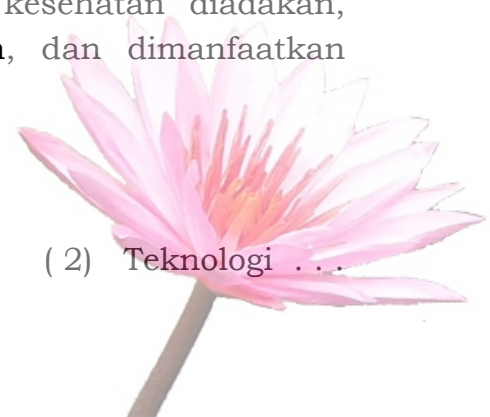 kesehatan diadakan,
, dan dimanfaatkan
(2) Teknologi . . .